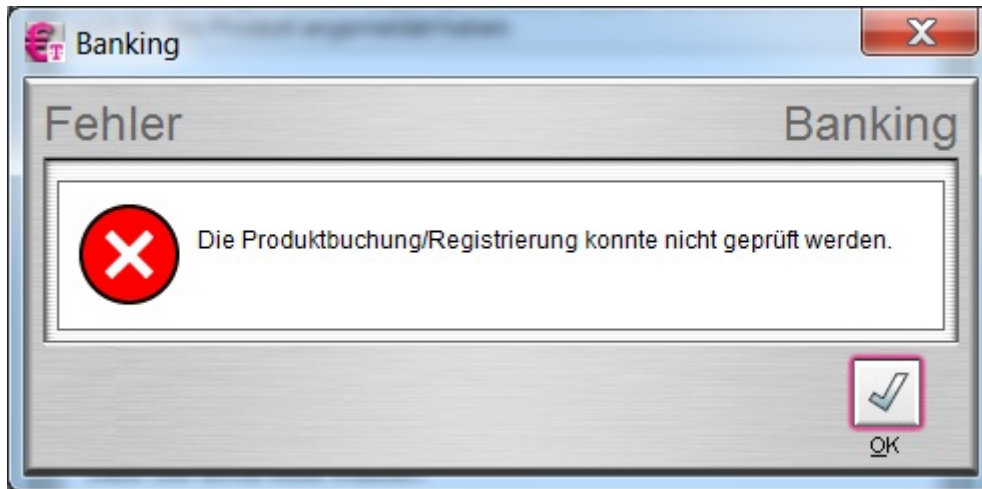 Banking
Fehler
Banking
Die Produktbuchung/Registrierung konnte nicht geprüft werden.
OK